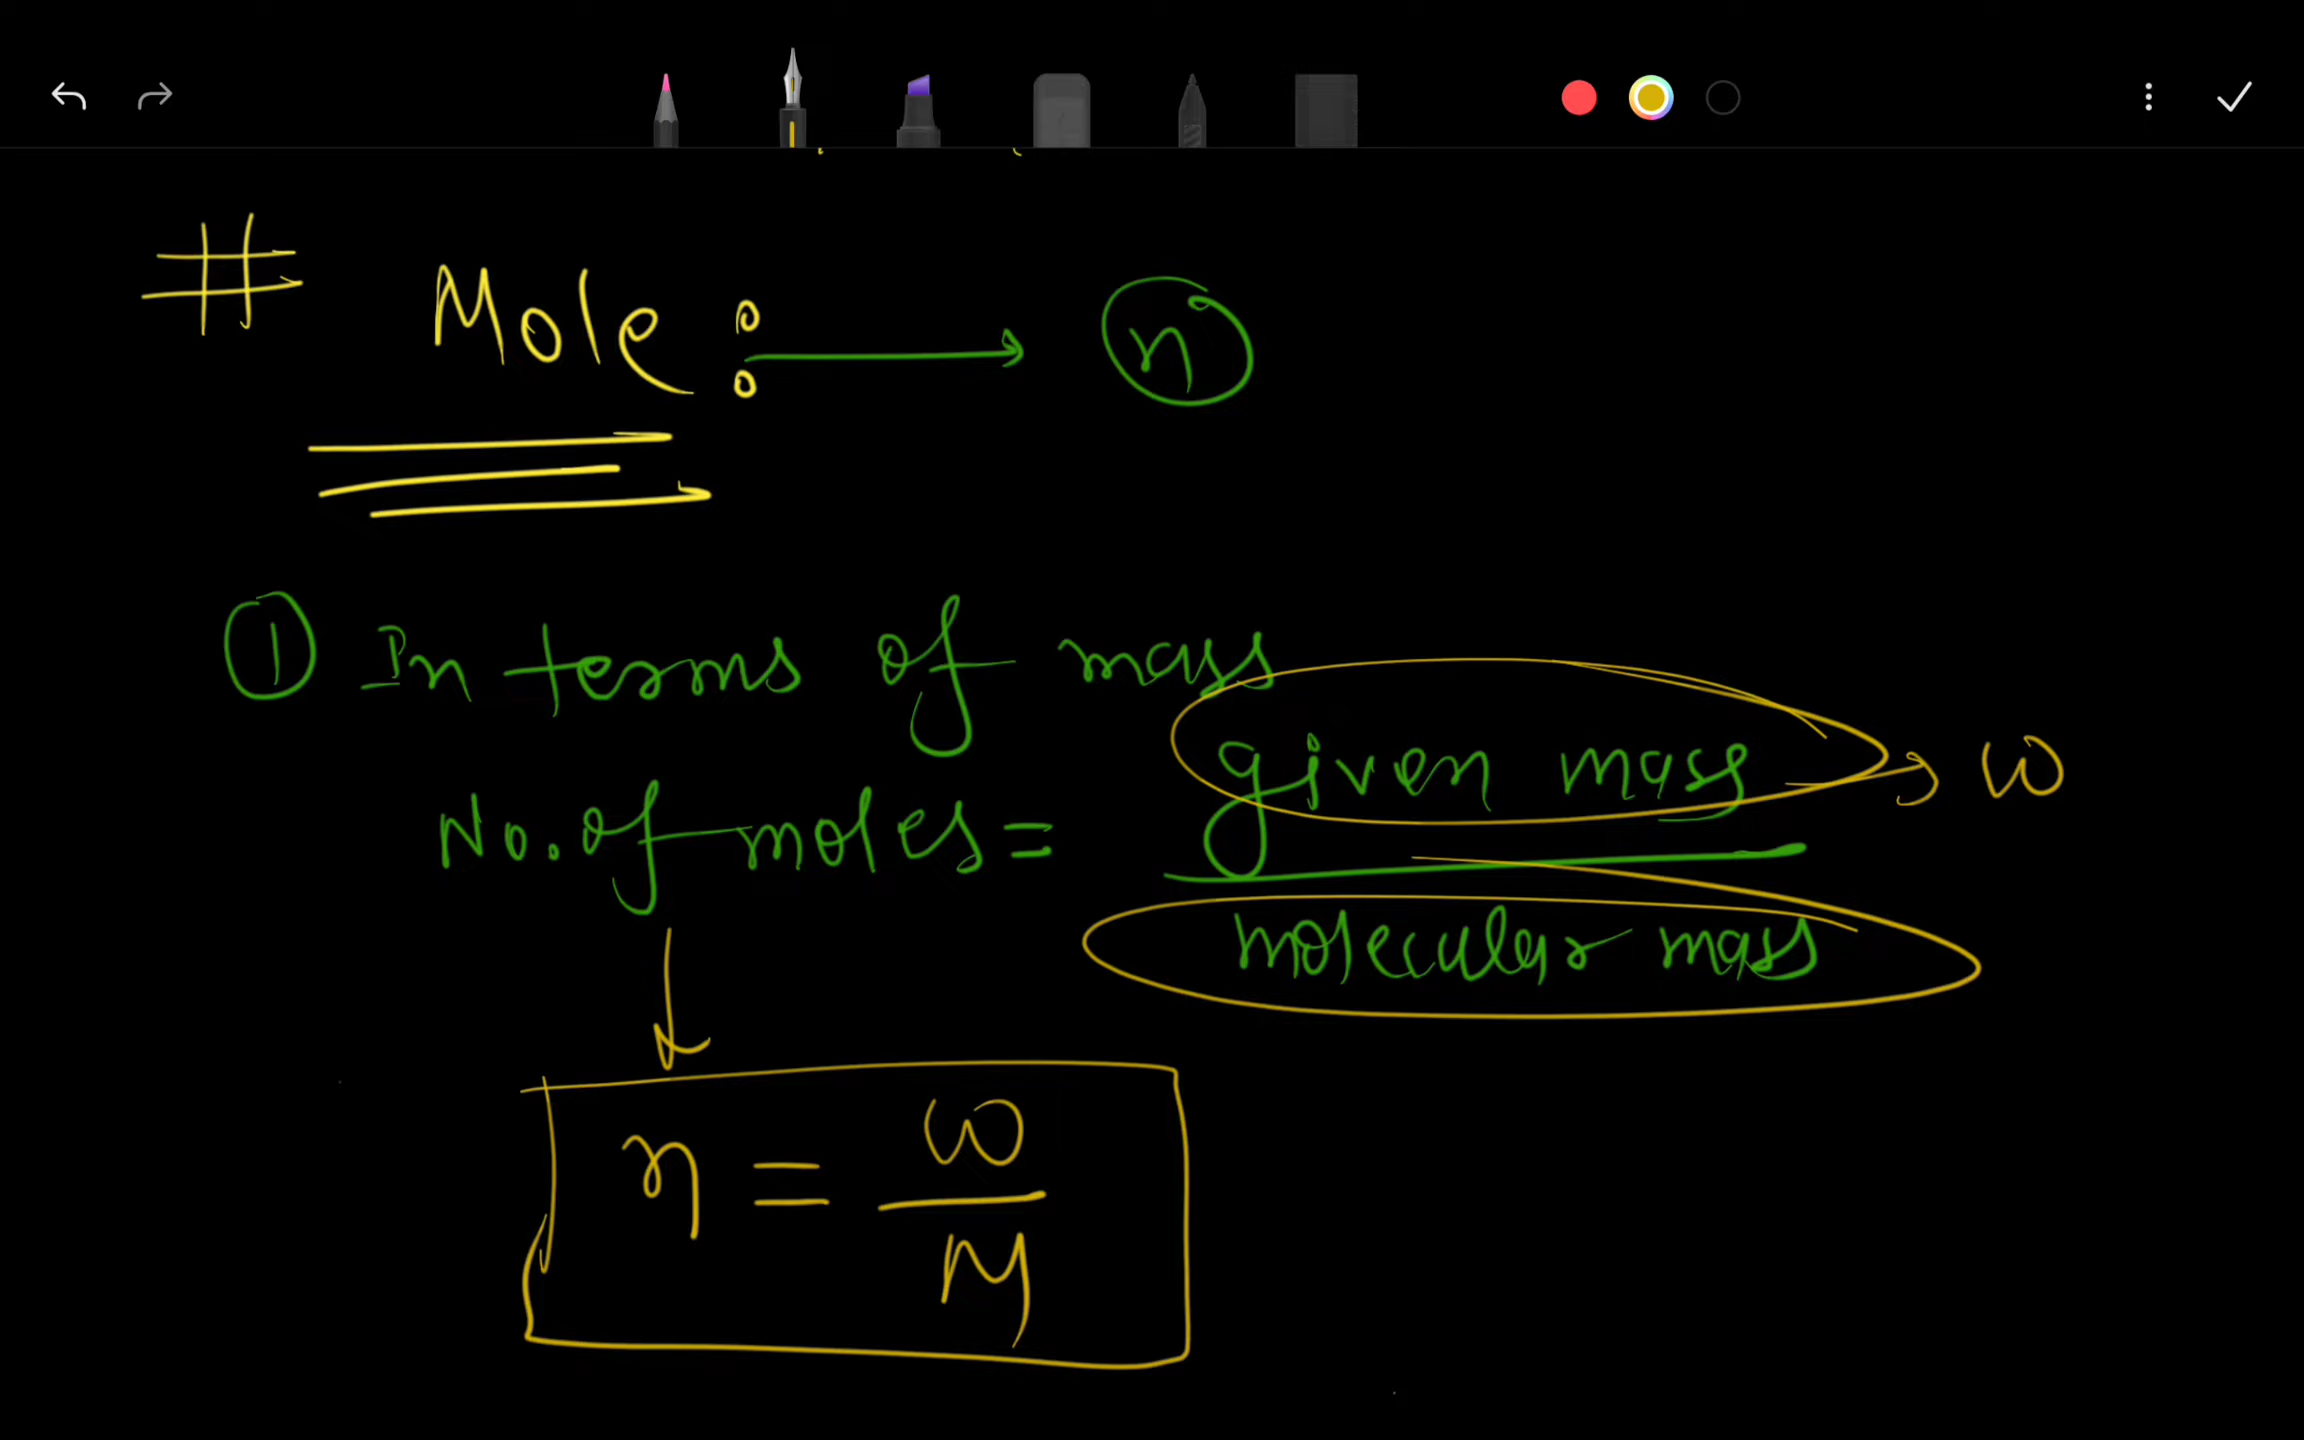 # Mole : → n
① In terms of mass
given mass → w
No. of moles =
molecular mass
n = w / M